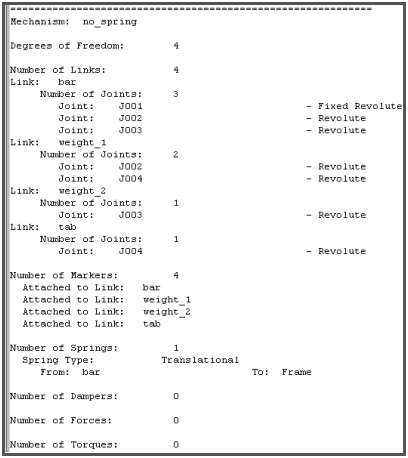 ============================================================
Mechanism: no_spring
Degrees of Freedom: 4
Number of Links: 4
Link: bar
Number of Joints: 3
Joint: J001 - Fixed Revolute
Joint: J002 - Revolute
Joint: J003 - Revolute
Link: weight_1
Number of Joints: 2
Joint: J002 - Revolute
Joint: J004 - Revolute
Link: weight_2
Number of Joints: 1
Joint: J003 - Revolute
Link: tab
Number of Joints: 1
Joint: J004 - Revolute
Number of Markers: 4
Attached to Link: bar
Attached to Link: weight_1
Attached to Link: weight_2
Attached to Link: tab
Number of Springs: 1
Spring Type: Translational
From: bar To: Frame
Number of Dampers: 0
Number of Forces: 0
Number of Torques: 0